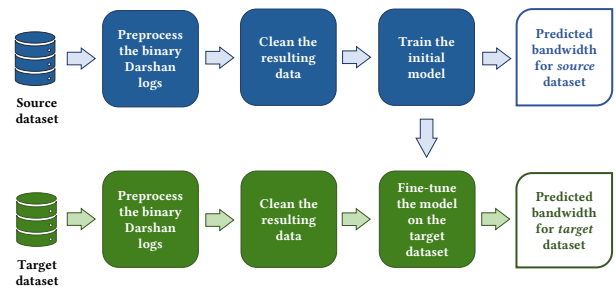 Source
dataset
Preprocess
the binary
Darshan
logs
Clean the
resulting
data
Train the
initial
model
Predicted
bandwidth
for source
dataset
Target
dataset
Preprocess
the binary
Darshan
logs
Clean the
resulting
data
Fine-tune
the model
on the
target
dataset
Predicted
bandwidth
for target
dataset